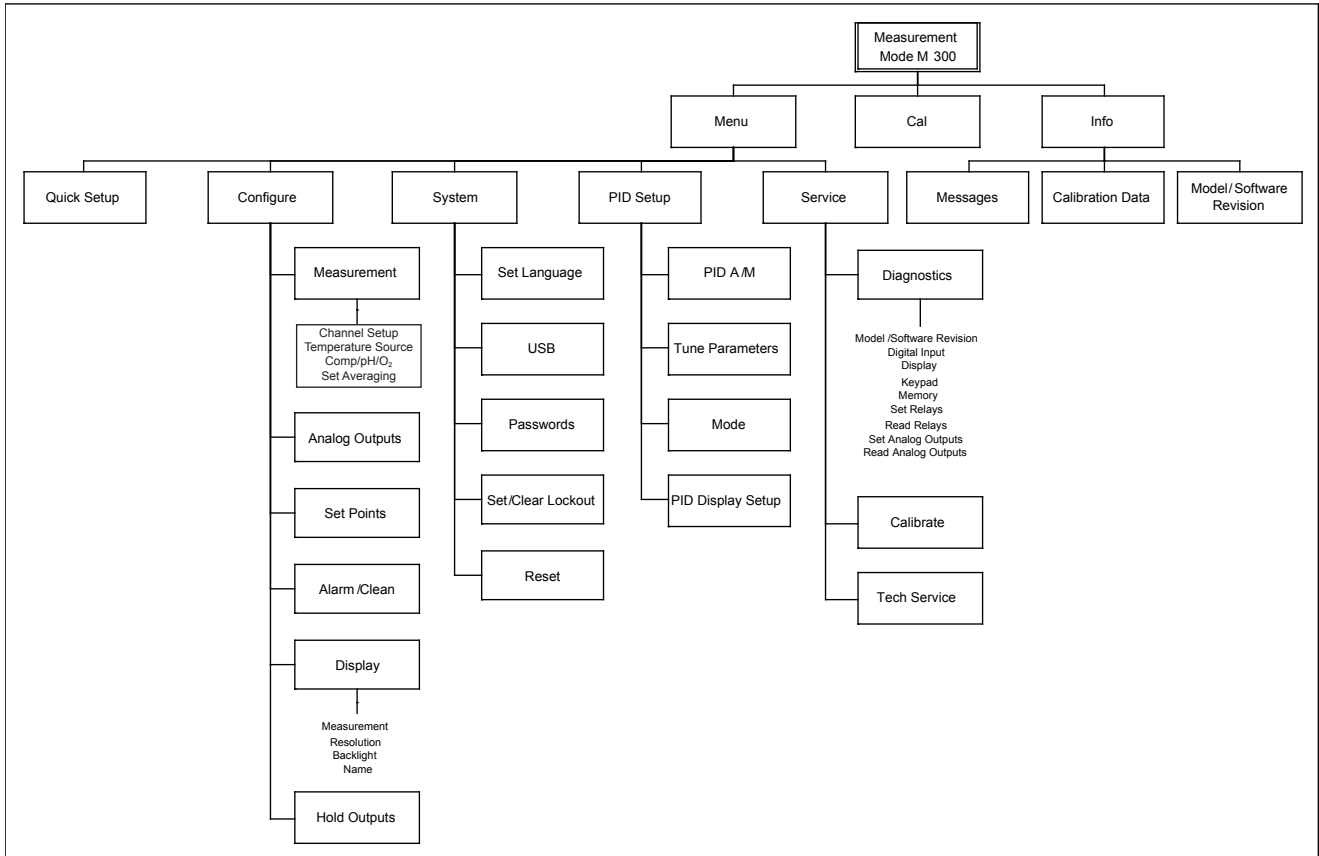 Measurement
Mode M 300
Menu
Cal
Info
Quick Setup
Configure
System
PID Setup
Service
Messages
Calibration Data
Model/Software
Revision
Measurement
Channel Setup
Temperature Source
Comp/pH/O₂
Set Averaging
Analog Outputs
Set Points
Alarm/Clean
Display
Measurement
Resolution
Backlight
Name
Hold Outputs
Set Language
USB
Passwords
Set/Clear Lockout
Reset
PID A/M
Tune Parameters
Mode
PID Display Setup
Diagnostics
Model/Software Revision
Digital Input
Display
Keypad
Memory
Set Relays
Read Relays
Set Analog Outputs
Read Analog Outputs
Calibrate
Tech Service